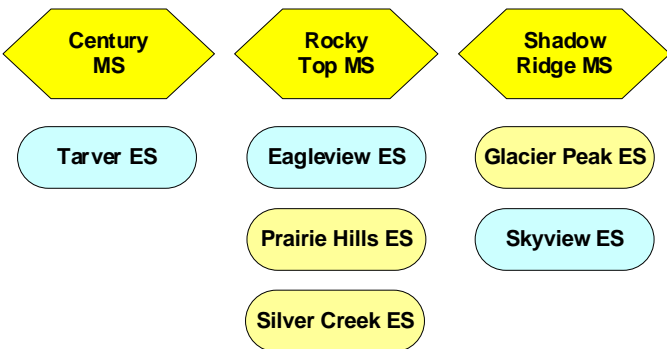 Century
MS
Rocky
Top MS
Shadow
Ridge MS
Tarver ES
Eagleview ES
Glacier Peak ES
Prairie Hills ES
Skyview ES
Silver Creek ES